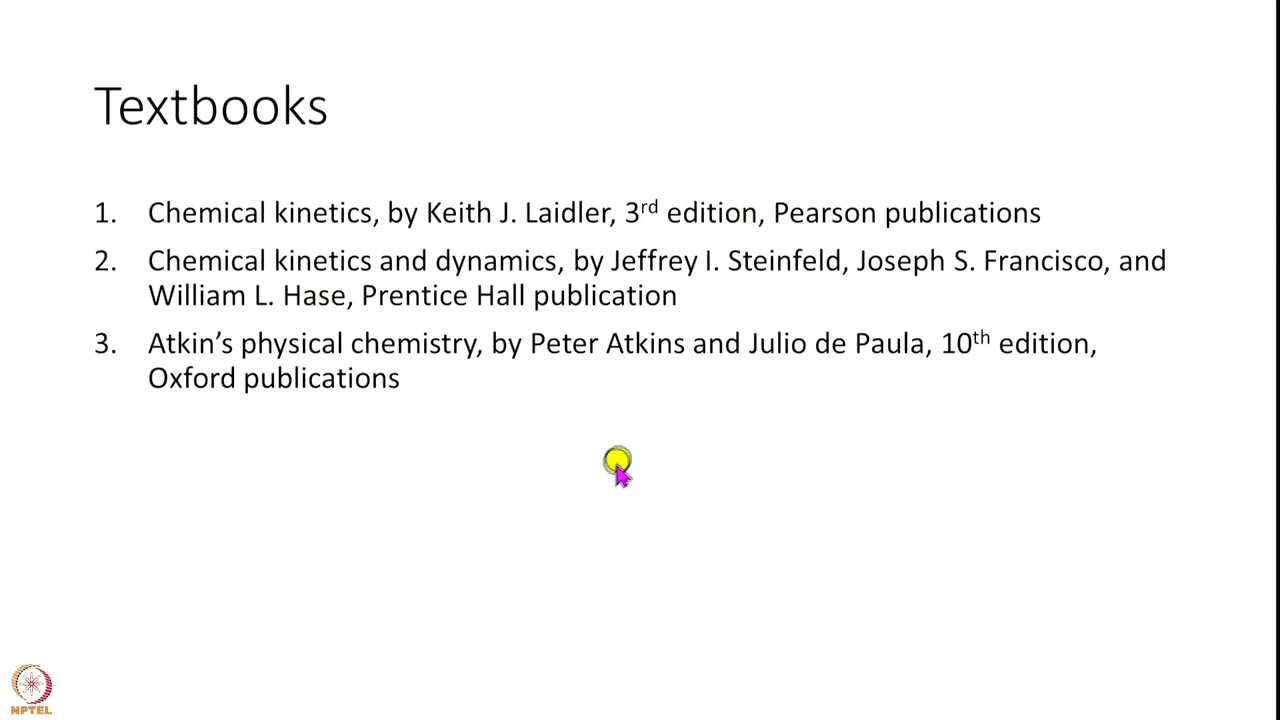 Textbooks
1. Chemical kinetics, by Keith J. Laidler, 3rd edition, Pearson publications
2. Chemical kinetics and dynamics, by Jeffrey I. Steinfeld, Joseph S. Francisco, and
William L. Hase, Prentice Hall publication
3. Atkin’s physical chemistry, by Peter Atkins and Julio de Paula, 10th edition,
Oxford publications
NPTEL